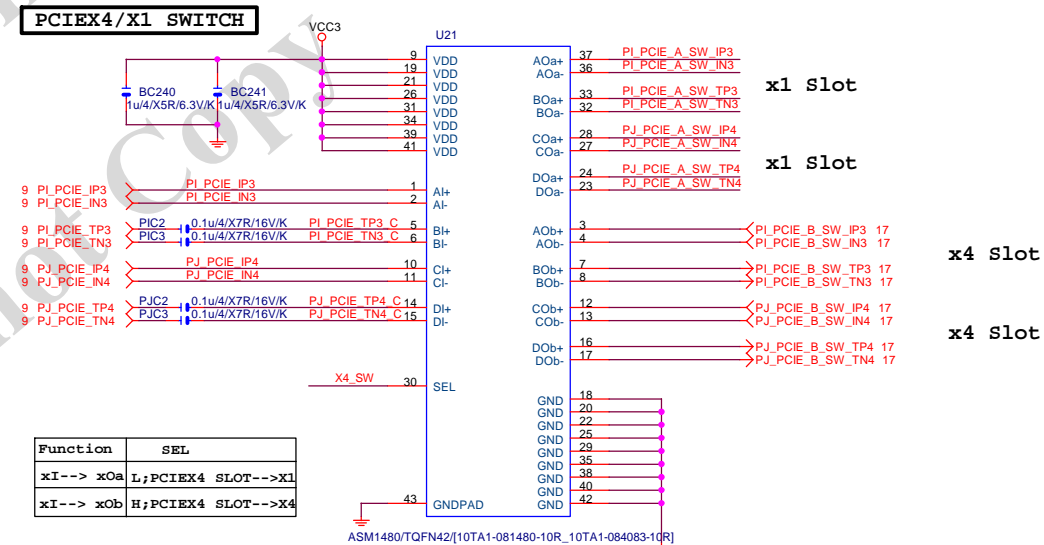 PCIEX4/X1 SWITCH
Not Copy
Not
VCC3
U21
BC240
1u/4/X5R/6.3V/K
BC241
1u/4/X5R/6.3V/K
9 VDD
19 VDD
21 VDD
26 VDD
31 VDD
34 VDD
39 VDD
41 VDD
AOa+ 37 PI_PCIE_A_SW_IP3
AOa- 36 PI_PCIE_A_SW_IN3
x1 Slot
BOa+ 33 PI_PCIE_A_SW_TP3
BOa- 32 PI_PCIE_A_SW_TN3
COa+ 28 PJ_PCIE_A_SW_IP4
COa- 27 PJ_PCIE_A_SW_IN4
x1 Slot
DOa+ 24 PJ_PCIE_A_SW_TP4
DOa- 23 PJ_PCIE_A_SW_TN4
9 PI_PCIE_IP3 PI_PCIE_IP3 1 AI+
9 PI_PCIE_IN3 PI_PCIE_IN3 2 AI-
9 PI_PCIE_TP3 PIC2 0.1u/4/X7R/16V/K PI_PCIE_TP3_C 5 BI+
9 PI_PCIE_TN3 PIC3 0.1u/4/X7R/16V/K PI_PCIE_TN3_C 6 BI-
9 PJ_PCIE_IP4 PJ_PCIE_IP4 10 CI+
9 PJ_PCIE_IN4 PJ_PCIE_IN4 11 CI-
9 PJ_PCIE_TP4 PJC2 0.1u/4/X7R/16V/K PJ_PCIE_TP4_C 14 DI+
9 PJ_PCIE_TN4 PJC3 0.1u/4/X7R/16V/K PJ_PCIE_TN4_C 15 DI-
AOb+ 3 PI_PCIE_B_SW_IP3 17
AOb- 4 PI_PCIE_B_SW_IN3 17
x4 Slot
BOb+ 7 PI_PCIE_B_SW_TP3 17
BOb- 8 PI_PCIE_B_SW_TN3 17
COb+ 12 PJ_PCIE_B_SW_IP4 17
COb- 13 PJ_PCIE_B_SW_IN4 17
x4 Slot
DOb+ 16 PJ_PCIE_B_SW_TP4 17
DOb- 17 PJ_PCIE_B_SW_TN4 17
X4_SW 30 SEL
GND 18
GND 20
GND 22
GND 25
GND 29
GND 35
GND 38
GND 40
GND 42
43 GNDPAD
Function SEL
xI--> xOa L;PCIEX4 SLOT-->X1
xI--> xOb H;PCIEX4 SLOT-->X4
ASM1480/TQFN42/[10TA1-081480-10R_10TA1-084083-10R]